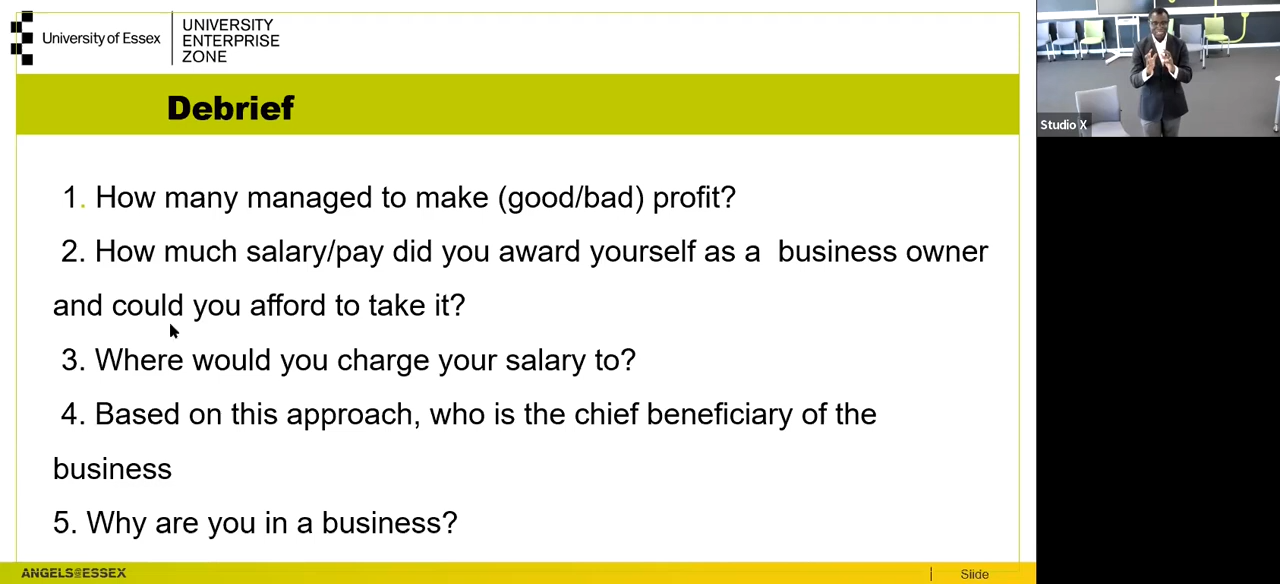 University of Essex
UNIVERSITY
ENTERPRISE
ZONE
Debrief
1. How many managed to make (good/bad) profit?
2. How much salary/pay did you award yourself as a  business owner
and could you afford to take it?
3. Where would you charge your salary to?
4. Based on this approach, who is the chief beneficiary of the
business
5. Why are you in a business?
ANGELS@ESSEX
Slide
Studio X